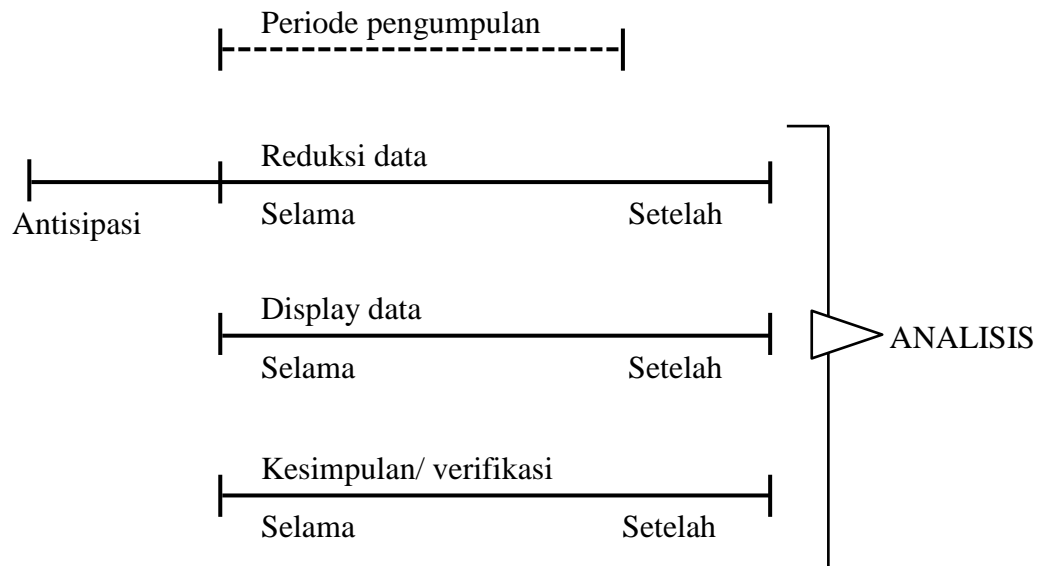 Periode pengumpulan
Reduksi data
Antisipasi
Selama
Setelah
Display data
Selama
Setelah
ANALISIS
Kesimpulan/ verifikasi
Selama
Setelah